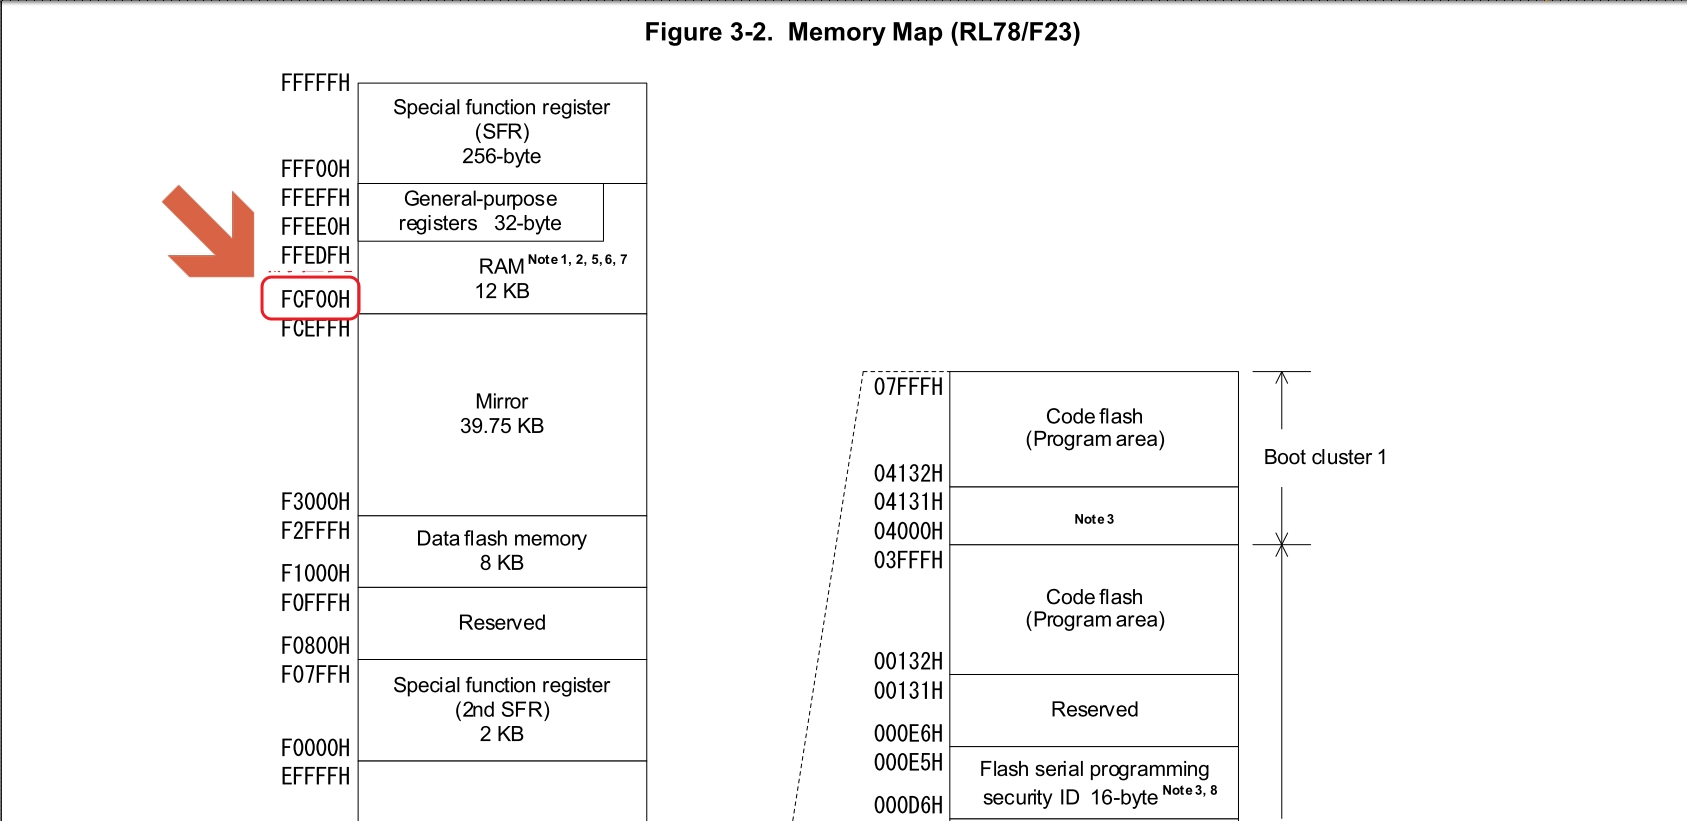 Figure 3-2. Memory Map (RL78/F23)
FFFFFH
Special function register
(SFR)
256-byte
FFF00H
FFEFFH
General-purpose
registers 32-byte
FFEE0H
FFEDFH
RAM Note 1, 2, 5, 6, 7
12 KB
FCF00H
FCEFFH
Mirror
39.75 KB
F3000H
F2FFFH
Data flash memory
8 KB
F1000H
F0FFFH
Reserved
F0800H
F07FFH
Special function register
(2nd SFR)
2 KB
F0000H
EFFFFH
07FFFH
Code flash
(Program area)
04132H
04131H
Note 3
04000H
Boot cluster 1
03FFFH
Code flash
(Program area)
00132H
00131H
Reserved
000E6H
000E5H
Flash serial programming
security ID 16-byte Note 3, 8
000D6H